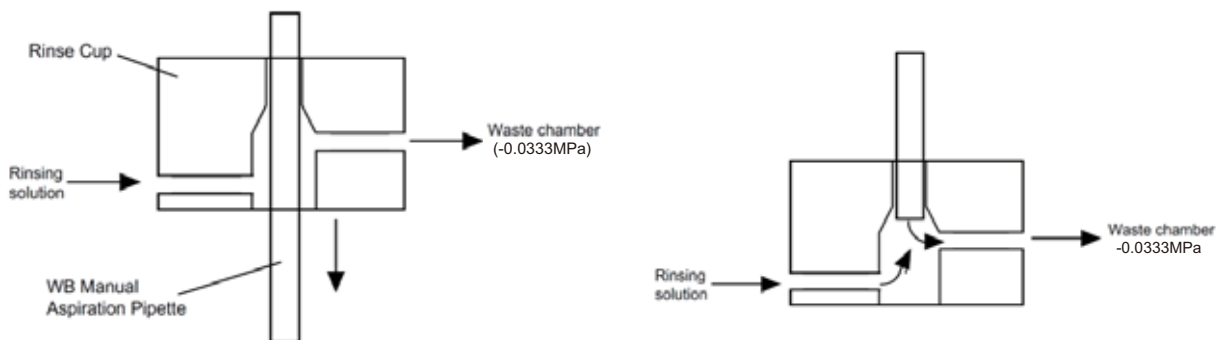 Rinse Cup
Waste chamber
(-0.0333MPa)
Rinsing
solution
WB Manual
Aspiration Pipette
Waste chamber
-0.0333MPa
Rinsing
solution